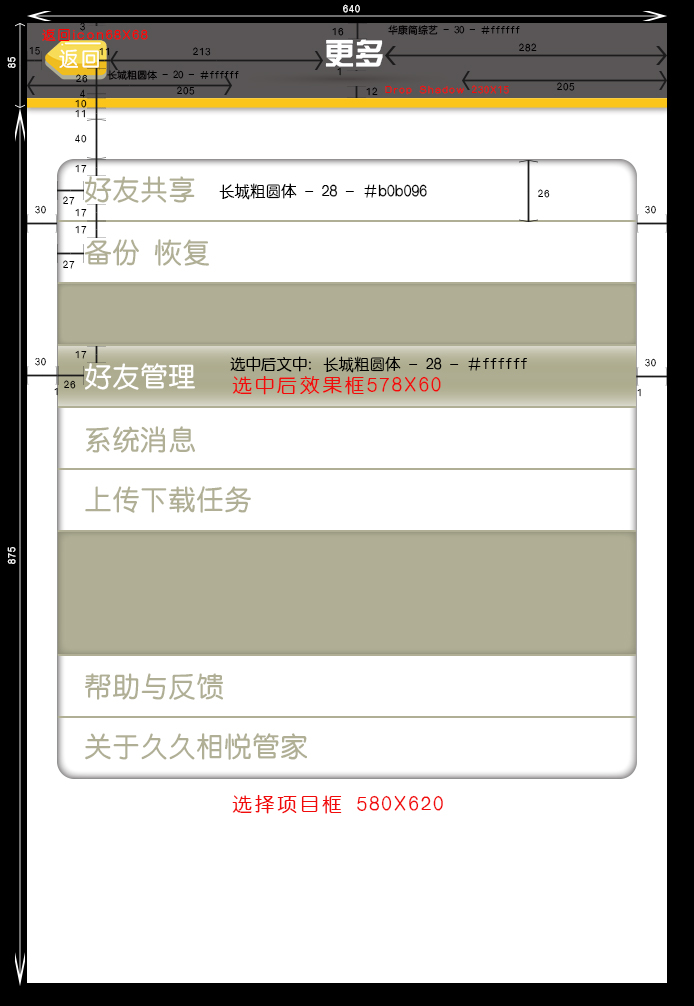 640
3
返回icon68X68
16
华康简综艺 - 30 - #ffffff
15
返回
11
213
更多
282
85
26
长城粗圆体 - 20 - #ffffff
1
205
205
4
12
10
11
40
17
好友共享
长城粗圆体 - 28 - #b0b096
26
27
17
30
30
17
备份 恢复
27
17
30
30
选中后文中: 长城粗圆体 - 28 - #ffffff
好友管理
选中后效果框578X60
26
1
1
系统消息
上传下载任务
875
帮助与反馈
关于久久相悦管家
选择项目框 580X620